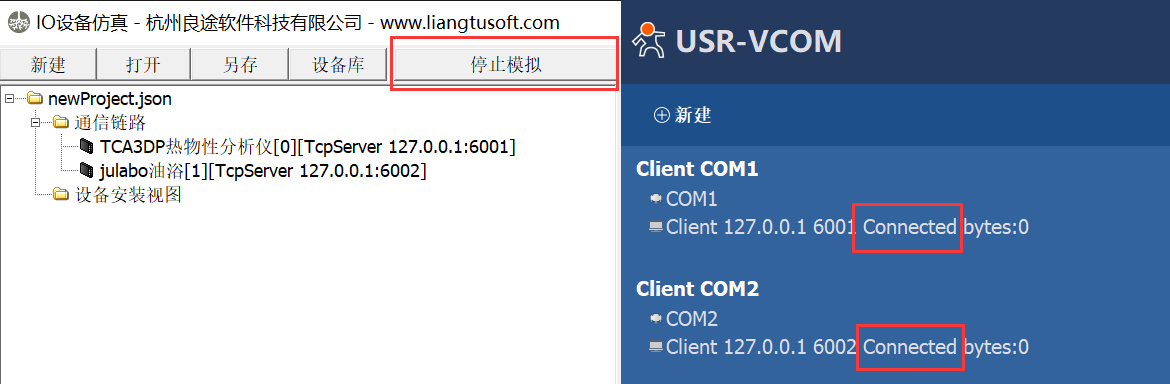 IO设备仿真 - 杭州良途软件科技有限公司 - www.liangtusoft.com
新建 打开 另存 设备库 停止模拟
newProject.json
通信链路
TCA3DP热物性分析仪[0][TcpServer 127.0.0.1:6001]
julabo油浴[1][TcpServer 127.0.0.1:6002]
设备安装视图
USR-VCOM
新建
Client COM1
COM1
Client 127.0.0.1 6001 Connected bytes:0
Client COM2
COM2
Client 127.0.0.1 6002 Connected bytes:0